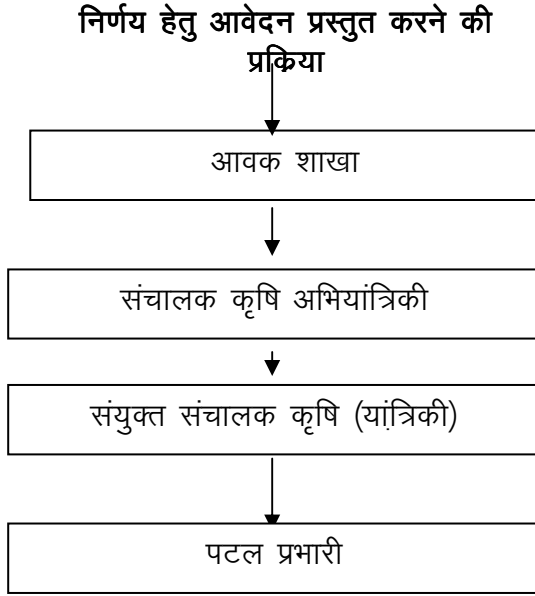 निर्णय हेतु आवेदन प्रस्तुत करने की
प्रक्रिया
आवक शाखा
संचालक कृषि अभियांत्रिकी
संयुक्त संचालक कृषि (यांत्रिकी)
पटल प्रभारी